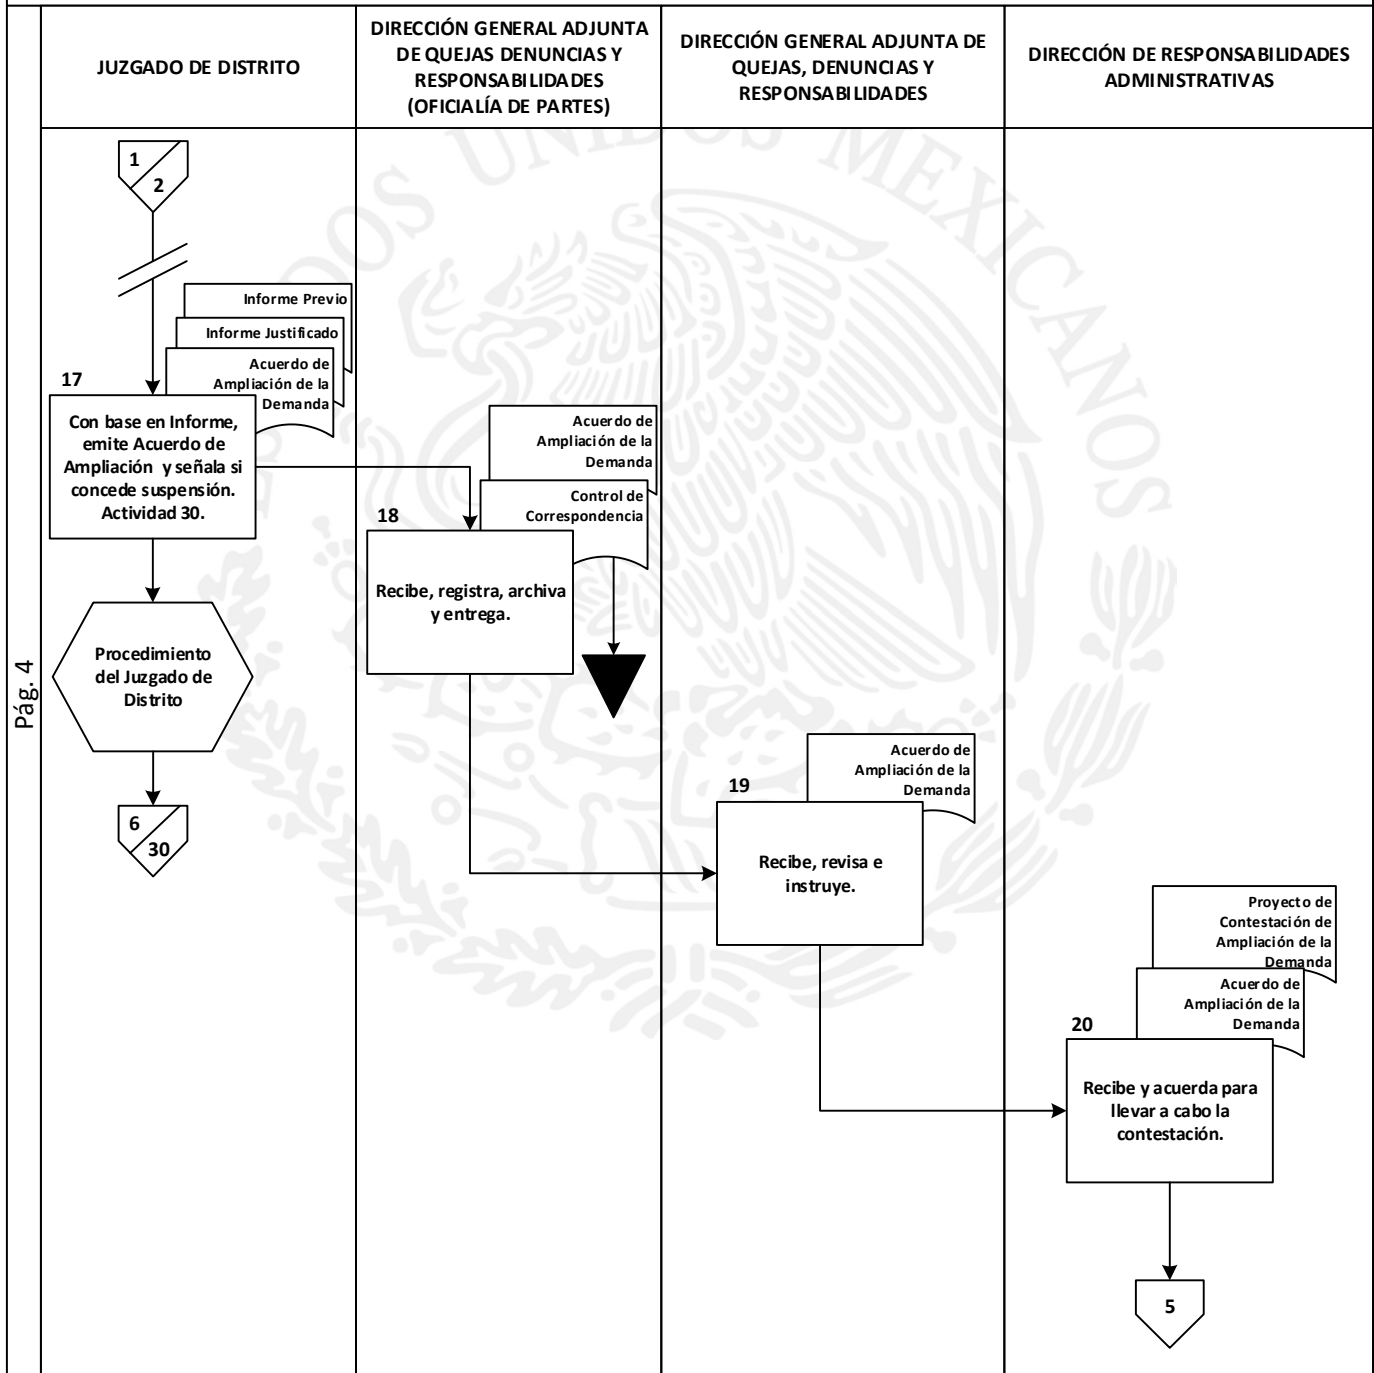 JUZGADO DE DISTRITO
DIRECCIÓN GENERAL ADJUNTA
DE QUEJAS DENUNCIAS Y
RESPONSABILIDADES
(OFICIALÍA DE PARTES)
DIRECCIÓN GENERAL ADJUNTA DE
QUEJAS, DENUNCIAS Y
RESPONSABILIDADES
DIRECCIÓN DE RESPONSABILIDADES
ADMINISTRATIVAS
Pág. 4
1
2
Informe Previo
Informe Justificado
Acuerdo de
Ampliación de la
Demanda
17
Con base en Informe,
emite Acuerdo de
Ampliación y señala si
concede suspensión.
Actividad 30.
Procedimiento
del Juzgado de
Distrito
6
30
Acuerdo de
Ampliación de la
Demanda
Control de
Correspondencia
18
Recibe, registra, archiva
y entrega.
Acuerdo de
Ampliación de la
Demanda
19
Recibe, revisa e
instruye.
Proyecto de
Contestación de
Ampliación de la
Demanda
Acuerdo de
Ampliación de la
Demanda
20
Recibe y acuerda para
llevar a cabo la
contestación.
5
UNIDOS MEXICANOS